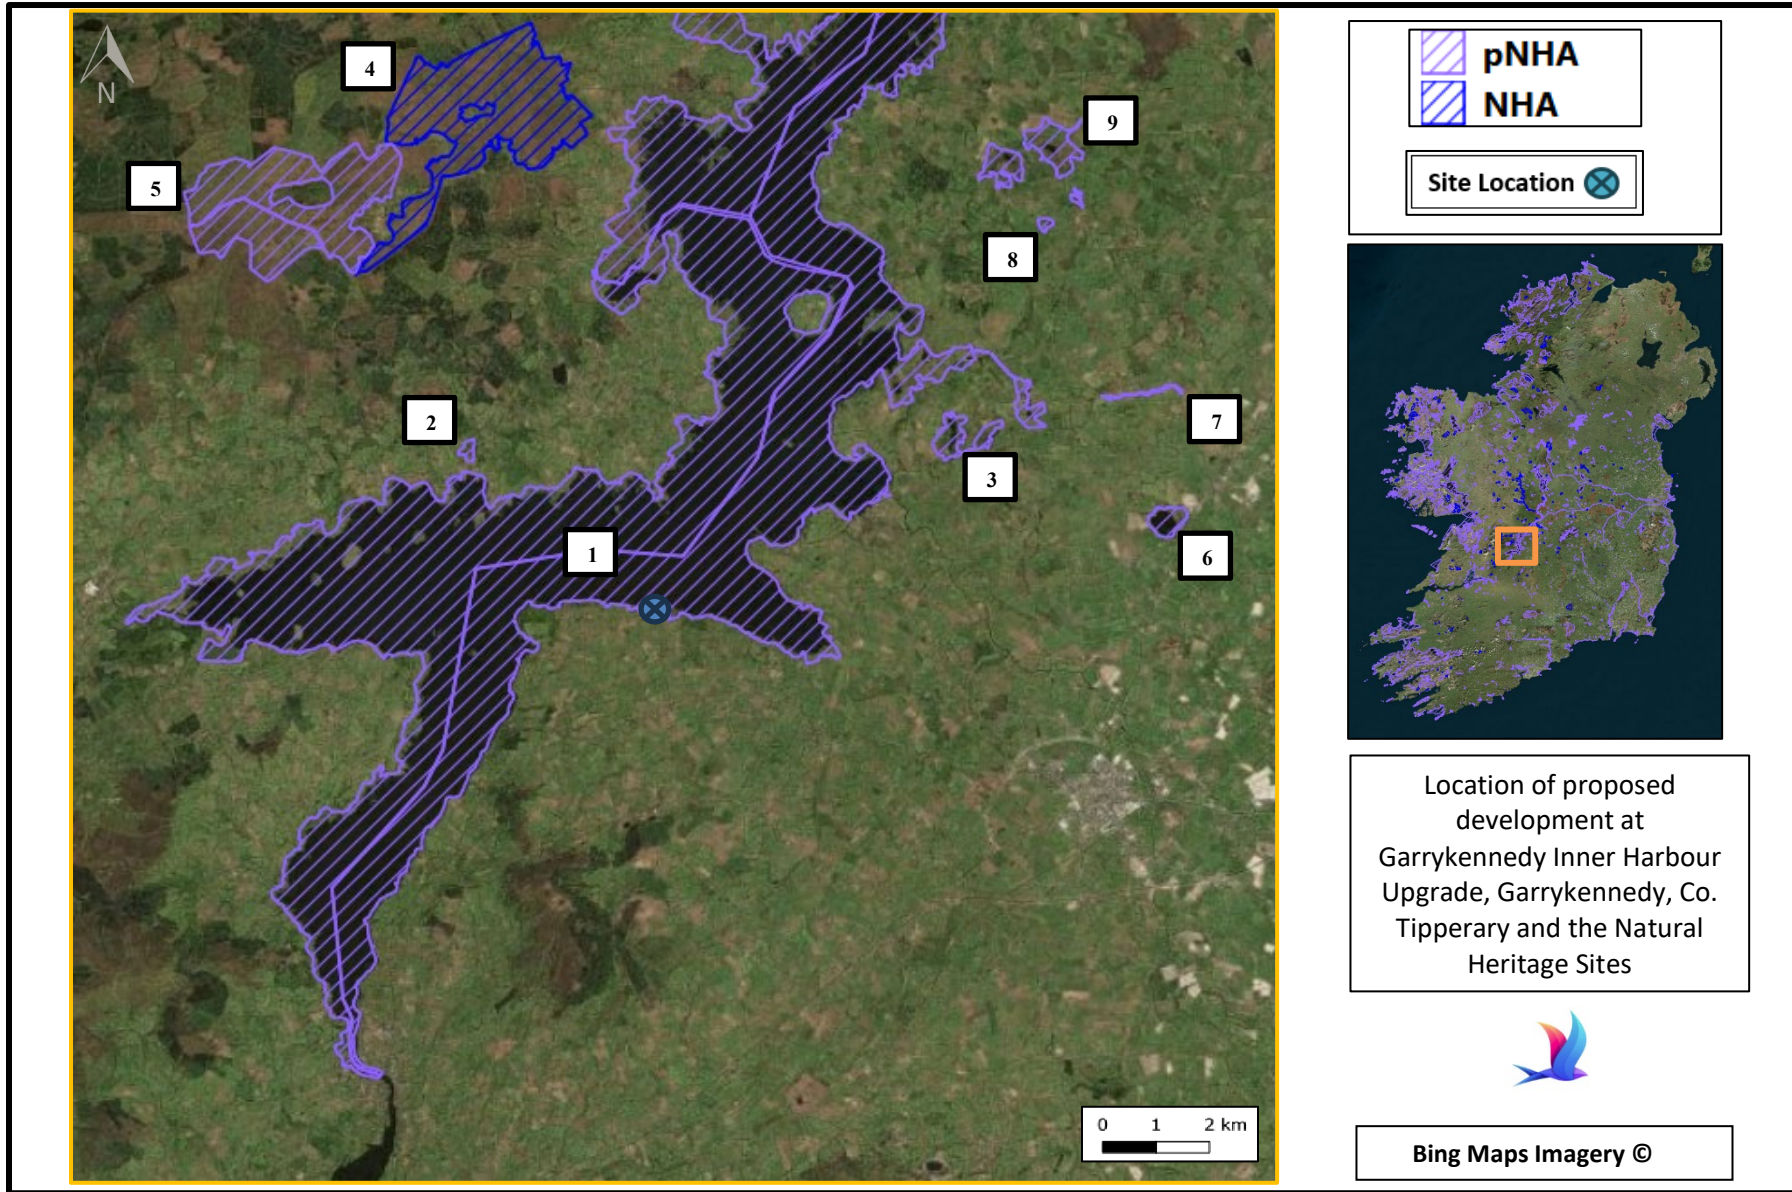 N
4
5
9
8
2
7
3
1
6
0 1 2 km
pNHA
NHA
Site Location
Location of proposed
development at
Garrykennedy Inner Harbour
Upgrade, Garrykennedy, Co.
Tipperary and the Natural
Heritage Sites
Bing Maps Imagery ©